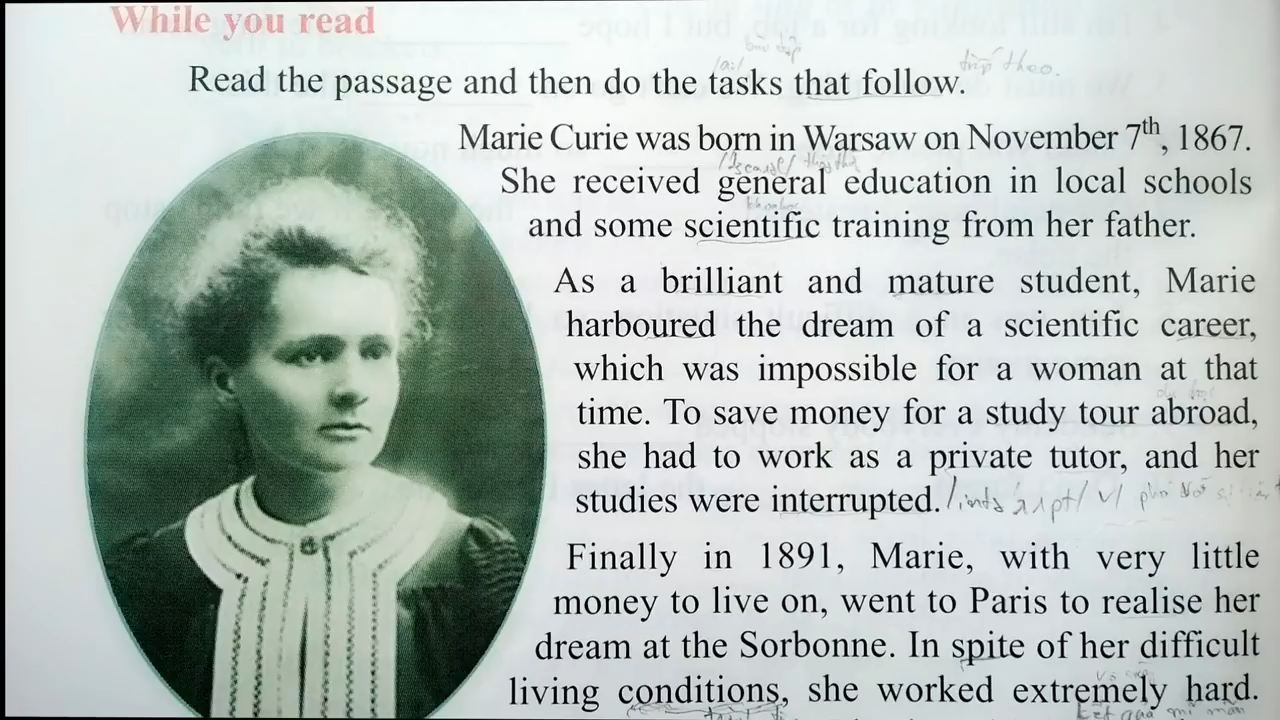 While you read
Read the passage and then do the tasks that follow.
Marie Curie was born in Warsaw on November 7th, 1867.
She received general education in local schools
and some scientific training from her father.
As a brilliant and mature student, Marie
harboured the dream of a scientific career,
which was impossible for a woman at that
time. To save money for a study tour abroad,
she had to work as a private tutor, and her
studies were interrupted.
Finally in 1891, Marie, with very little
money to live on, went to Paris to realise her
dream at the Sorbonne. In spite of her difficult
living conditions, she worked extremely hard.